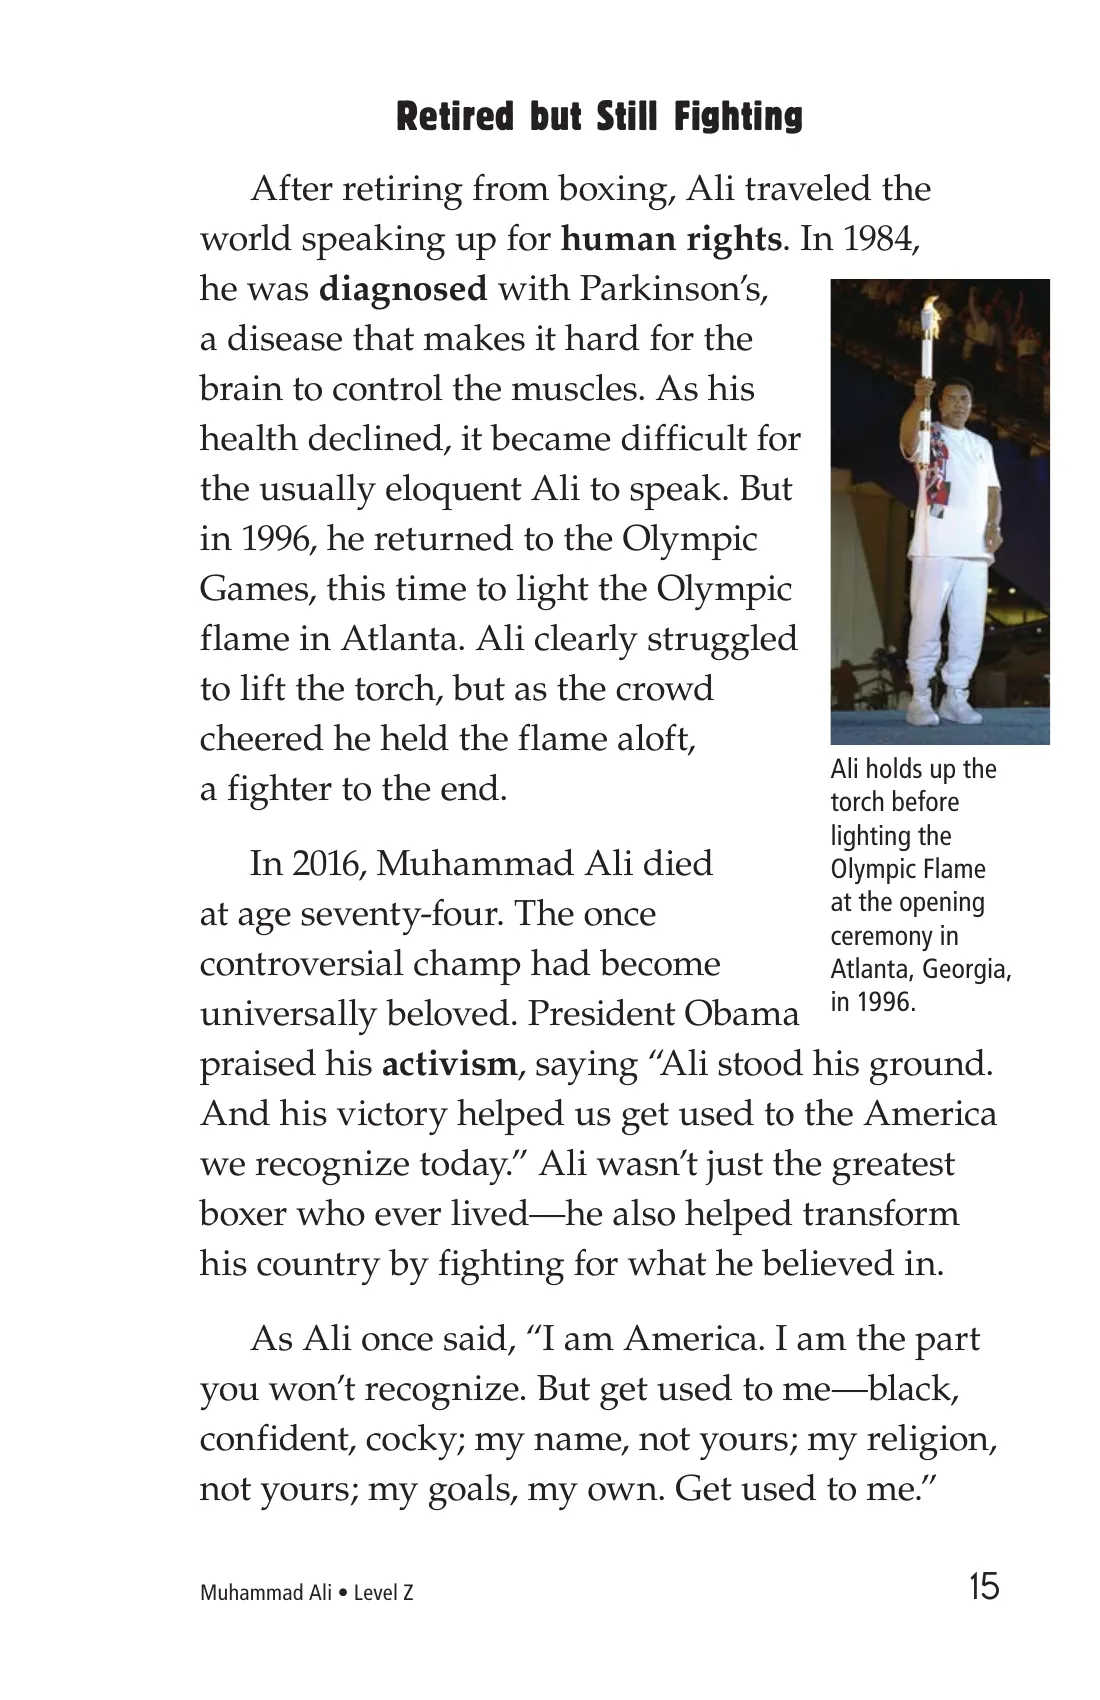 Retired but Still Fighting
After retiring from boxing, Ali traveled the
world speaking up for human rights. In 1984,
he was diagnosed with Parkinson's,
a disease that makes it hard for the
brain to control the muscles. As his
health declined, it became difficult for
the usually eloquent Ali to speak. But
in 1996, he returned to the Olympic
Games, this time to light the Olympic
flame in Atlanta. Ali clearly struggled
to lift the torch, but as the crowd
cheered he held the flame aloft,
a fighter to the end.
Ali holds up the
torch before
lighting the
Olympic Flame
at the opening
ceremony in
Atlanta, Georgia,
in 1996.
In 2016, Muhammad Ali died
at age seventy-four. The once
controversial champ had become
universally beloved. President Obama
praised his activism, saying “Ali stood his ground.
And his victory helped us get used to the America
we recognize today.” Ali wasn't just the greatest
boxer who ever lived—he also helped transform
his country by fighting for what he believed in.
As Ali once said, “I am America. I am the part
you won't recognize. But get used to me—black,
confident, cocky; my name, not yours; my religion,
not yours; my goals, my own. Get used to me.”
Muhammad Ali • Level Z
15